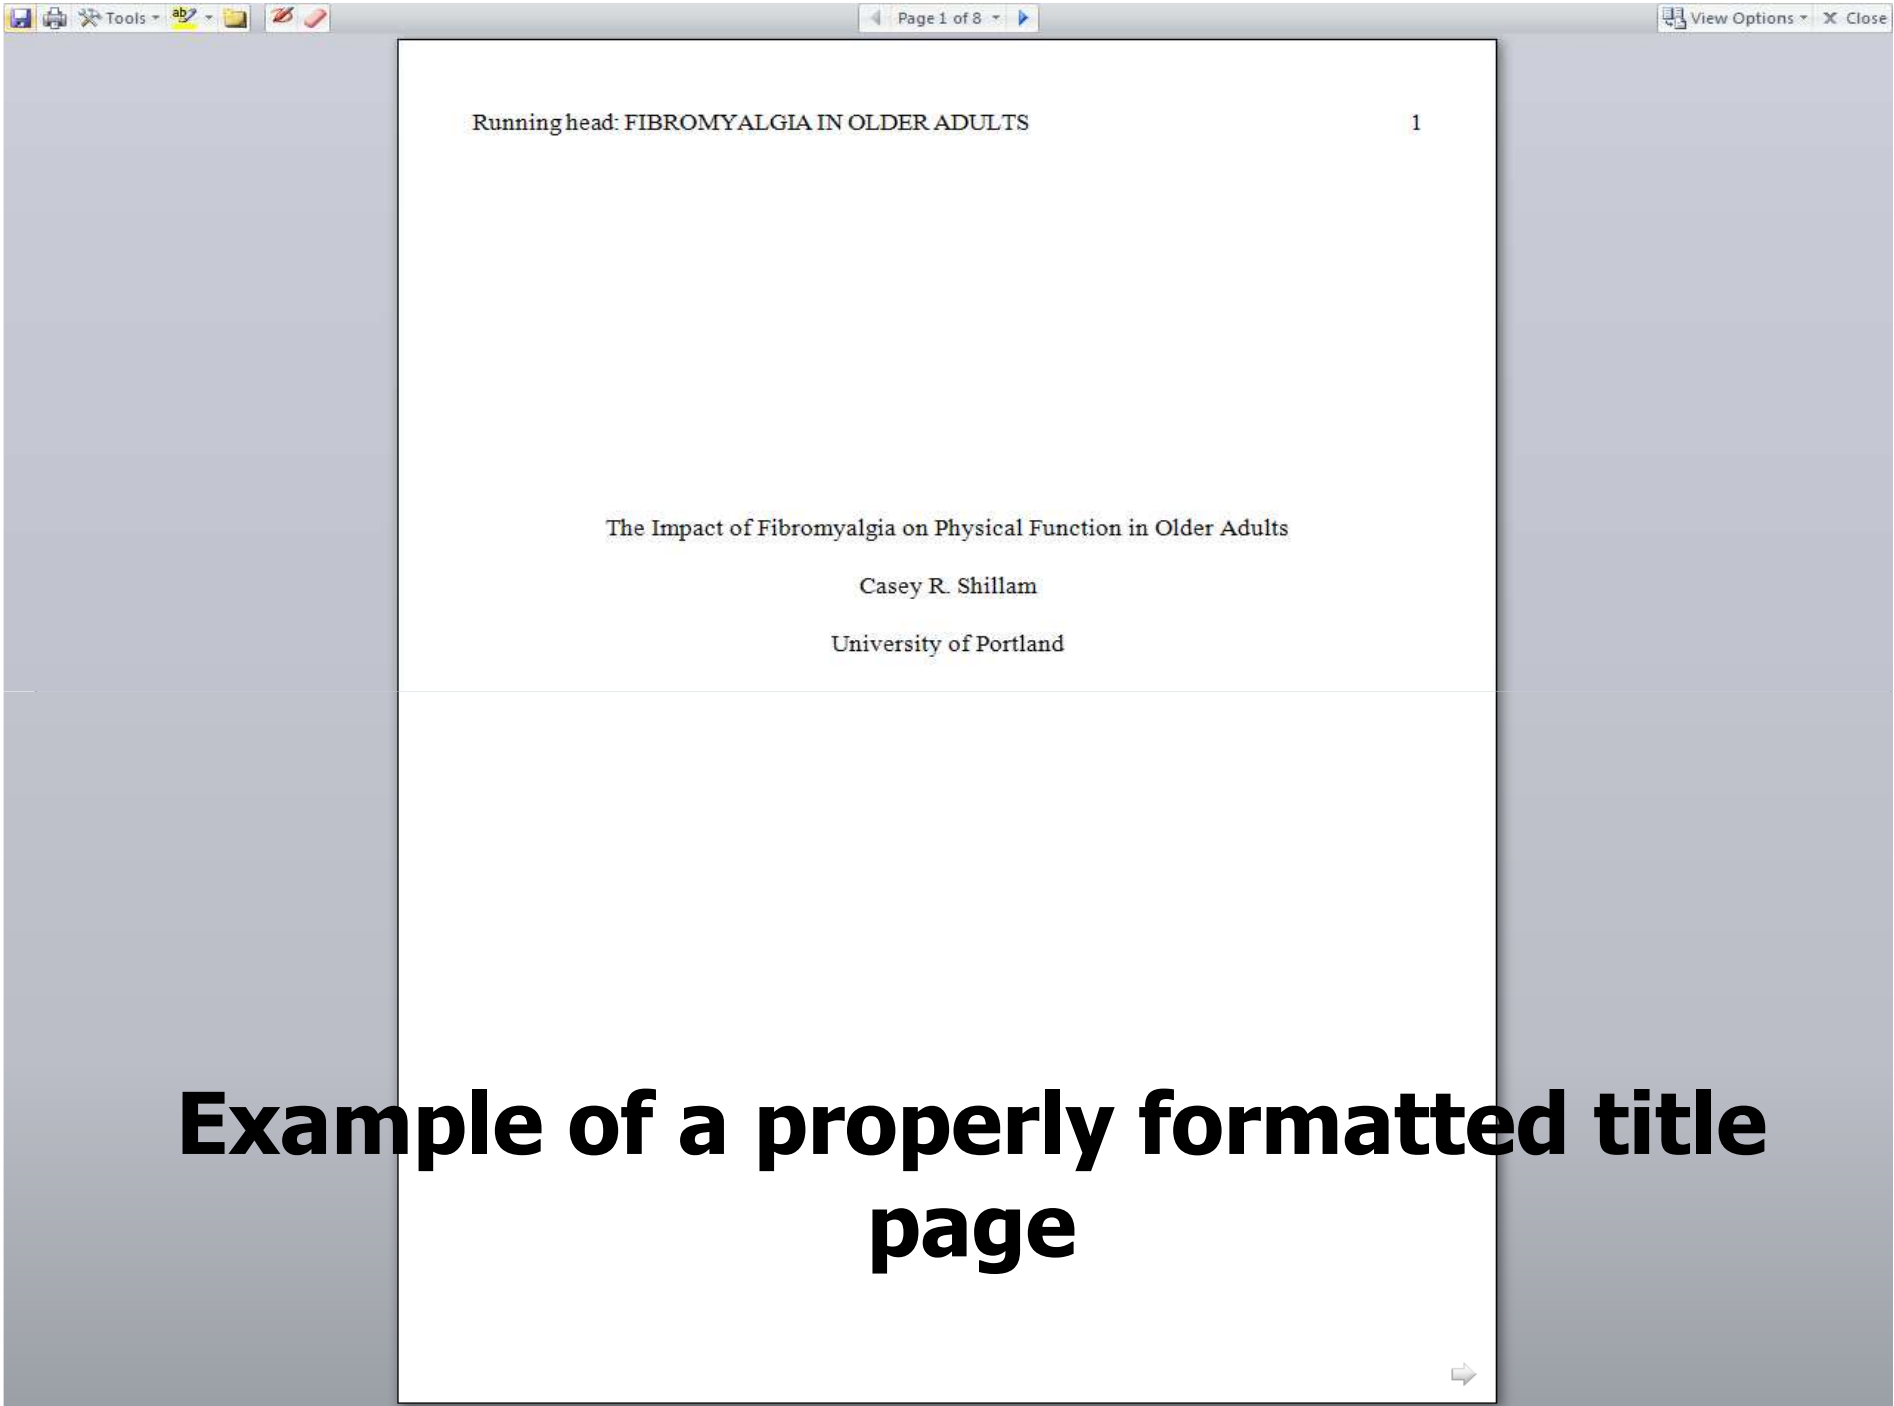 Tools
Page 1 of 8
View Options
Close
Running head: FIBROMYALGIA IN OLDER ADULTS 1
The Impact of Fibromyalgia on Physical Function in Older Adults
Casey R. Shillam
University of Portland
Example of a properly formatted title
page